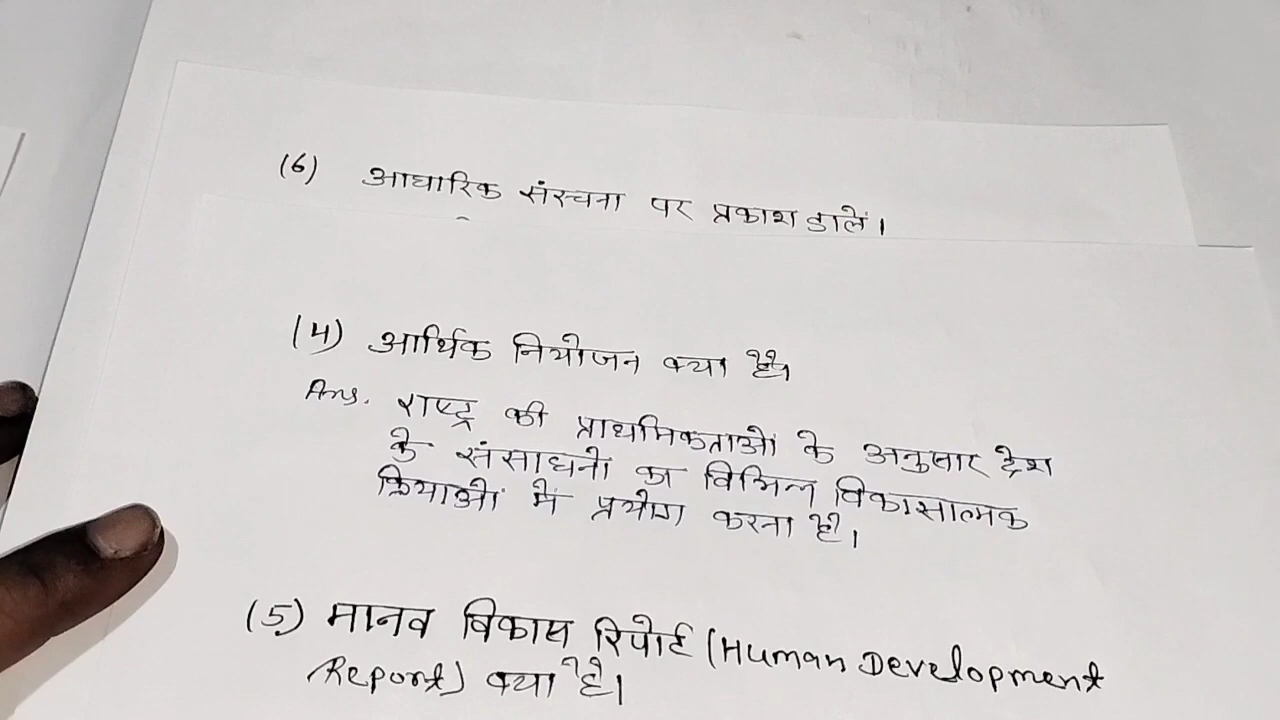 (6) आधारिक संरचना पर प्रकाश डालें।
(4) आर्थिक नियोजन क्या है।
Ans. राष्ट्र की प्राथमिकताओं के अनुसार देश
के संसाधनों का विभिन्न विकासात्मक
क्रियाओं में प्रयोग करना है।
(5) मानव विकास रिपोर्ट (Human Development
Report) क्या है।